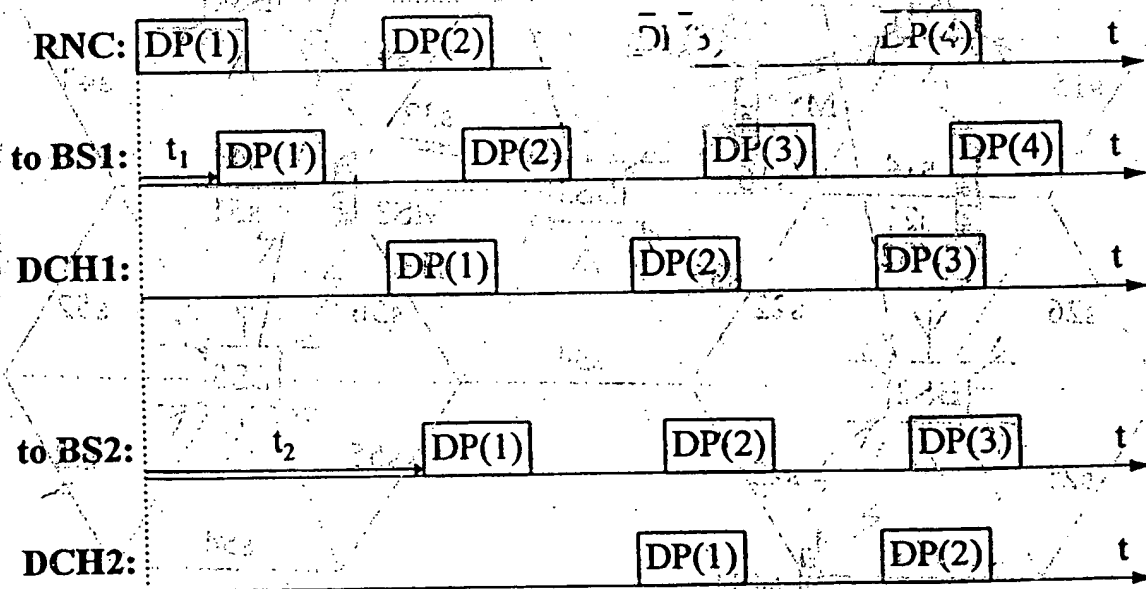 RNC: DP(1) DP(2) DP(4) t
to BS1: t₁ DP(1) DP(2) DP(3) DP(4) t
DCH1: DP(1) DP(2) DP(3) t
to BS2: t₂ DP(1) DP(2) DP(3) t
DCH2: DP(1) DP(2) t